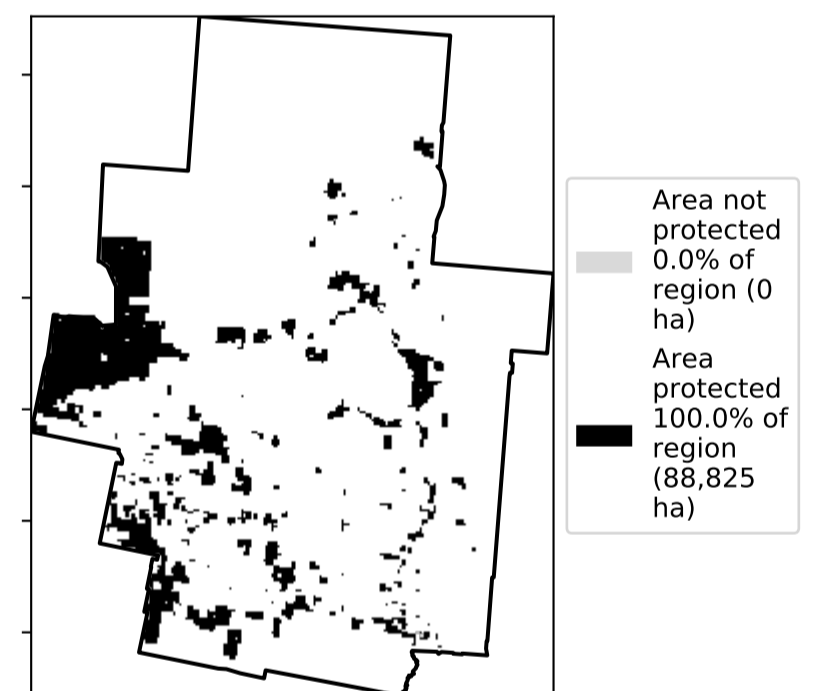 Area not
protected
0.0% of
region (0
ha)
Area
protected
100.0% of
region
(88,825
ha)